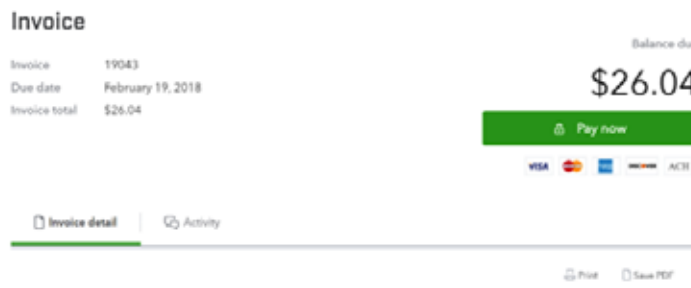 Invoice
Balance du
Invoice 19043
Due date February 19, 2018
Invoice total $26.04
$26.04
Pay now
VISA DISCOVER ACH
Invoice detail
Activity
Print
Save PDF